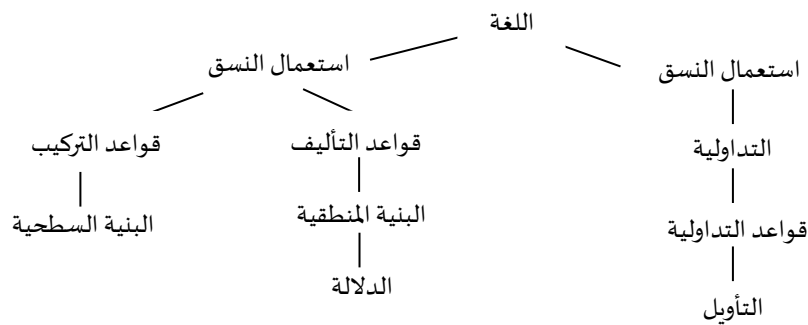 اللغة
استعمال النسق
استعمال النسق
التداولية
قواعد التأليف
قواعد التركيب
قواعد التداولية
البنية المنطقية
البنية السطحية
التأويل
الدلالة